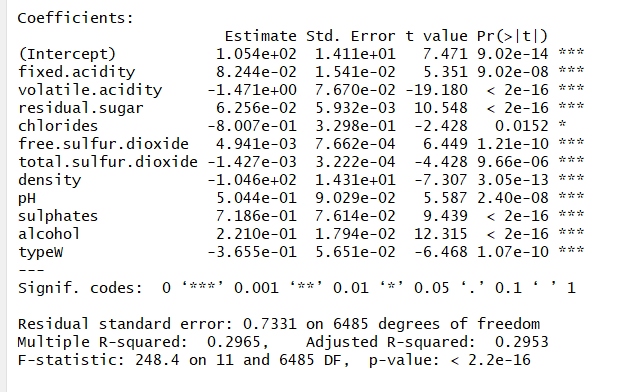 Coefficients:
                     Estimate Std. Error t value Pr(>|t|)
(Intercept)           1.054e+02  1.411e+01   7.471 9.02e-14 ***
fixed.acidity         8.244e-02  1.541e-02   5.351 9.02e-08 ***
volatile.acidity     -1.471e+00  7.670e-02 -19.180  < 2e-16 ***
residual.sugar        6.256e-02  5.932e-03  10.548  < 2e-16 ***
chlorides            -8.007e-01  3.298e-01  -2.428   0.0152 *
free.sulfur.dioxide   4.941e-03  7.662e-04   6.449 1.21e-10 ***
total.sulfur.dioxide -1.427e-03  3.222e-04  -4.428 9.66e-06 ***
density              -1.046e+02  1.431e+01  -7.307 3.05e-13 ***
pH                    5.044e-01  9.029e-02   5.587 2.40e-08 ***
sulphates             7.186e-01  7.614e-02   9.439  < 2e-16 ***
alcohol               2.210e-01  1.794e-02  12.315  < 2e-16 ***
typeW                -3.655e-01  5.651e-02  -6.468 1.07e-10 ***
---
Signif. codes:  0 ‘***’ 0.001 ‘**’ 0.01 ‘*’ 0.05 ‘.’ 0.1 ‘ ’ 1
Residual standard error: 0.7331 on 6485 degrees of freedom
Multiple R-squared:  0.2965,    Adjusted R-squared:  0.2953
F-statistic: 248.4 on 11 and 6485 DF,  p-value: < 2.2e-16